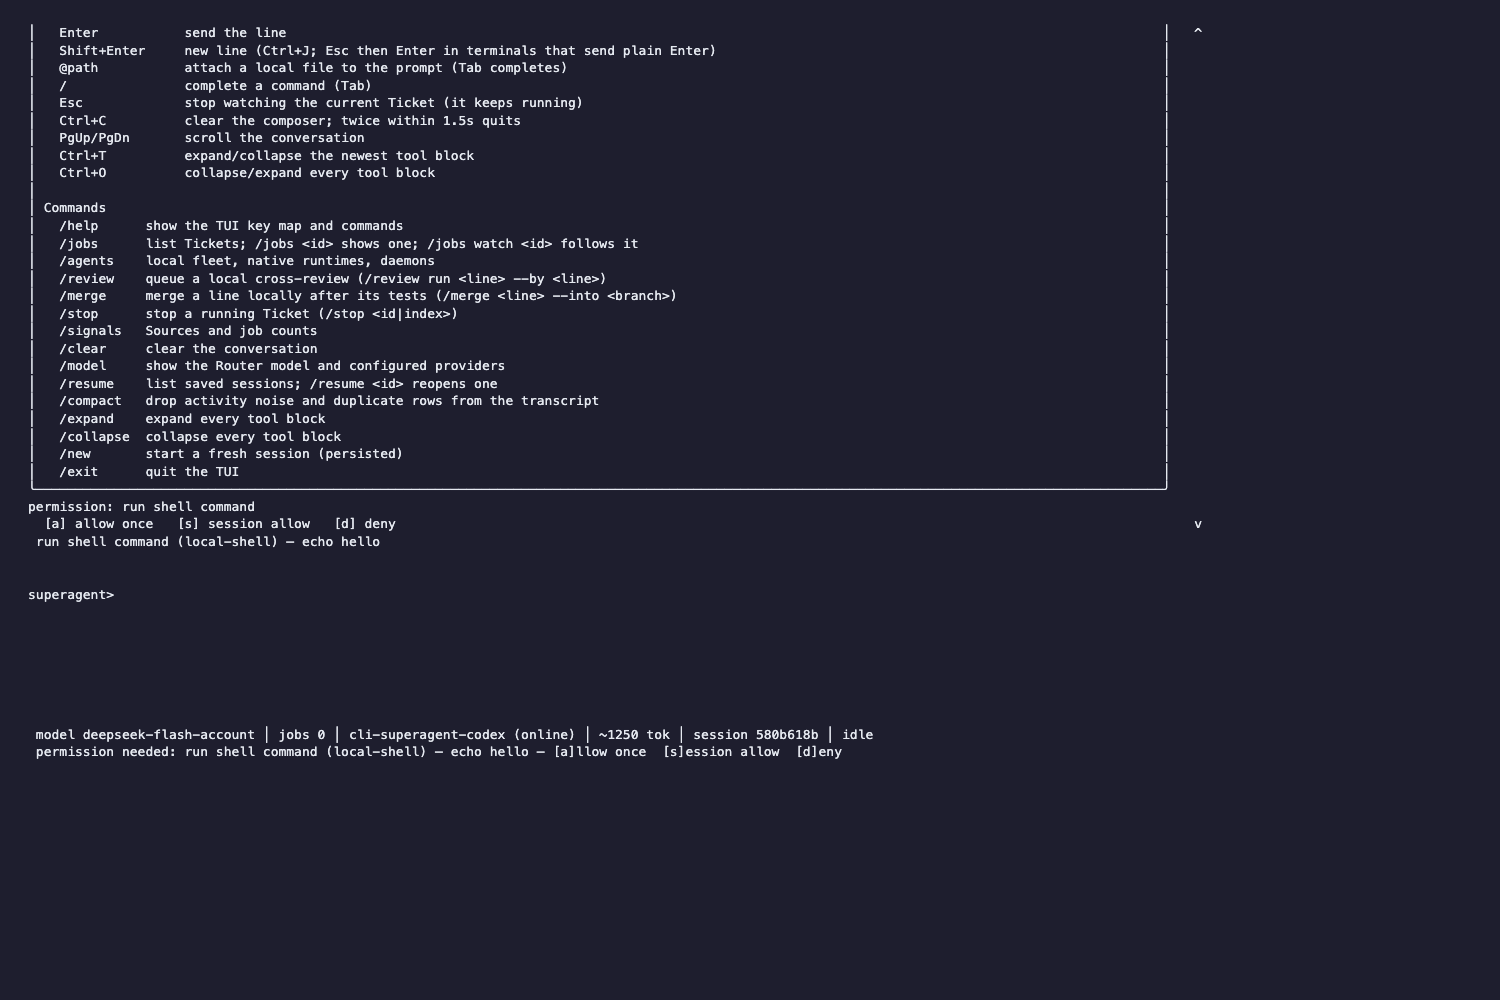 Enter           send the line ^
Shift+Enter     new line (Ctrl+J; Esc then Enter in terminals that send plain Enter)
@path           attach a local file to the prompt (Tab completes)
/               complete a command (Tab)
Esc             stop watching the current Ticket (it keeps running)
Ctrl+C          clear the composer; twice within 1.5s quits
PgUp/PgDn       scroll the conversation
Ctrl+T          expand/collapse the newest tool block
Ctrl+O          collapse/expand every tool block
Commands
/help      show the TUI key map and commands
/jobs      list Tickets; /jobs <id> shows one; /jobs watch <id> follows it
/agents    local fleet, native runtimes, daemons
/review    queue a local cross-review (/review run <line> --by <line>)
/merge     merge a line locally after its tests (/merge <line> --into <branch>)
/stop      stop a running Ticket (/stop <id|index>)
/signals   Sources and job counts
/clear     clear the conversation
/model     show the Router model and configured providers
/resume    list saved sessions; /resume <id> reopens one
/compact   drop activity noise and duplicate rows from the transcript
/expand    expand every tool block
/collapse  collapse every tool block
/new       start a fresh session (persisted)
/exit      quit the TUI
permission: run shell command
[a] allow once   [s] session allow   [d] deny v
run shell command (local-shell) — echo hello
superagent>
model deepseek-flash-account │ jobs 0 │ cli-superagent-codex (online) │ ~1250 tok │ session 580b618b │ idle
permission needed: run shell command (local-shell) — echo hello — [a]llow once  [s]ession allow  [d]eny